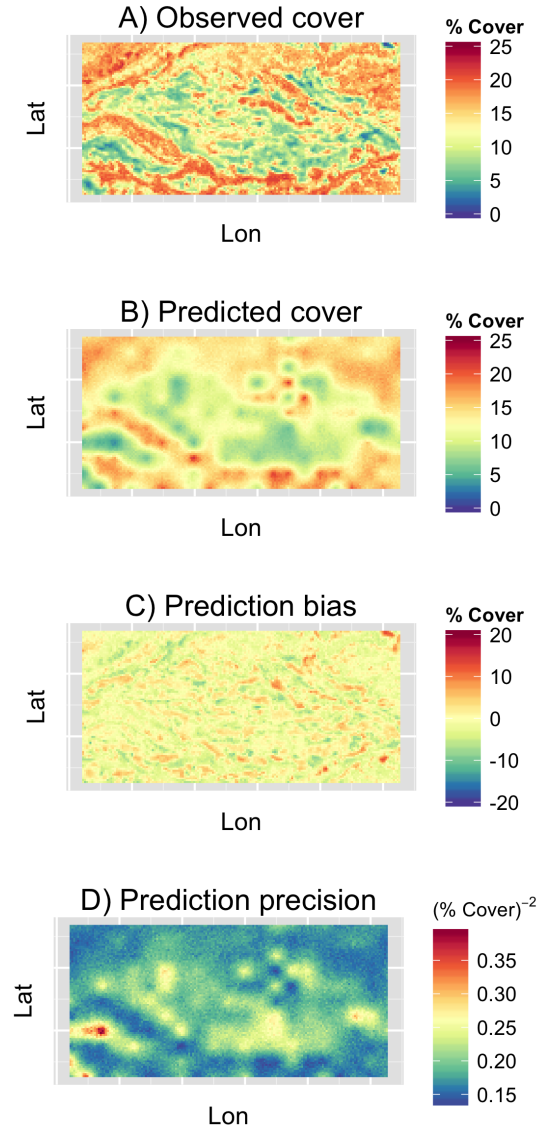 A) Observed cover
% Cover
25
20
15
10
5
0
Lat
Lon
B) Predicted cover
% Cover
25
20
15
10
5
0
Lat
Lon
C) Prediction bias
% Cover
20
10
0
-10
-20
Lat
Lon
D) Prediction precision
(% Cover)⁻²
0.35
0.30
0.25
0.20
0.15
Lat
Lon